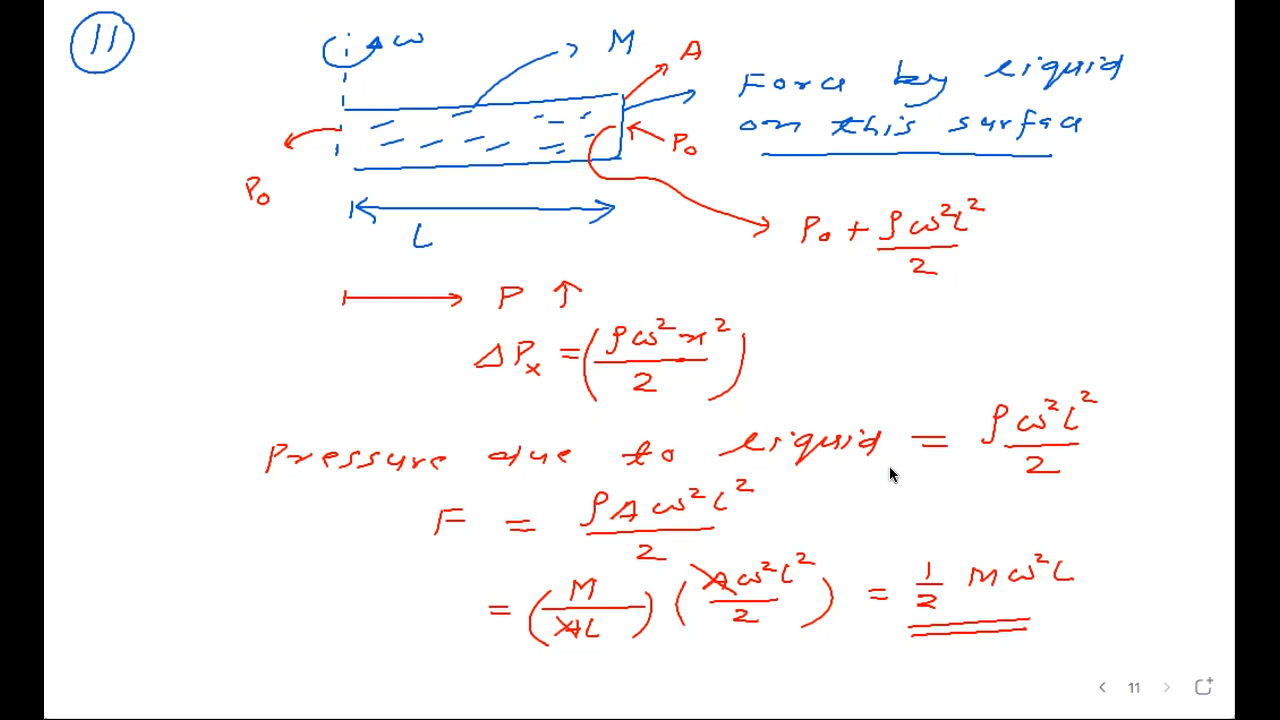 11
ω
M
A
Force by liquid
on this surface
P₀
P₀
L
P₀ + ρω²L²/2
P ↑
ΔPₓ = (ρω²x²/2)
Pressure due to liquid = ρω²L²/2
F = ρAω²L²/2
= (M/AL) (Aω²L²/2) = 1/2 Mω²L
11